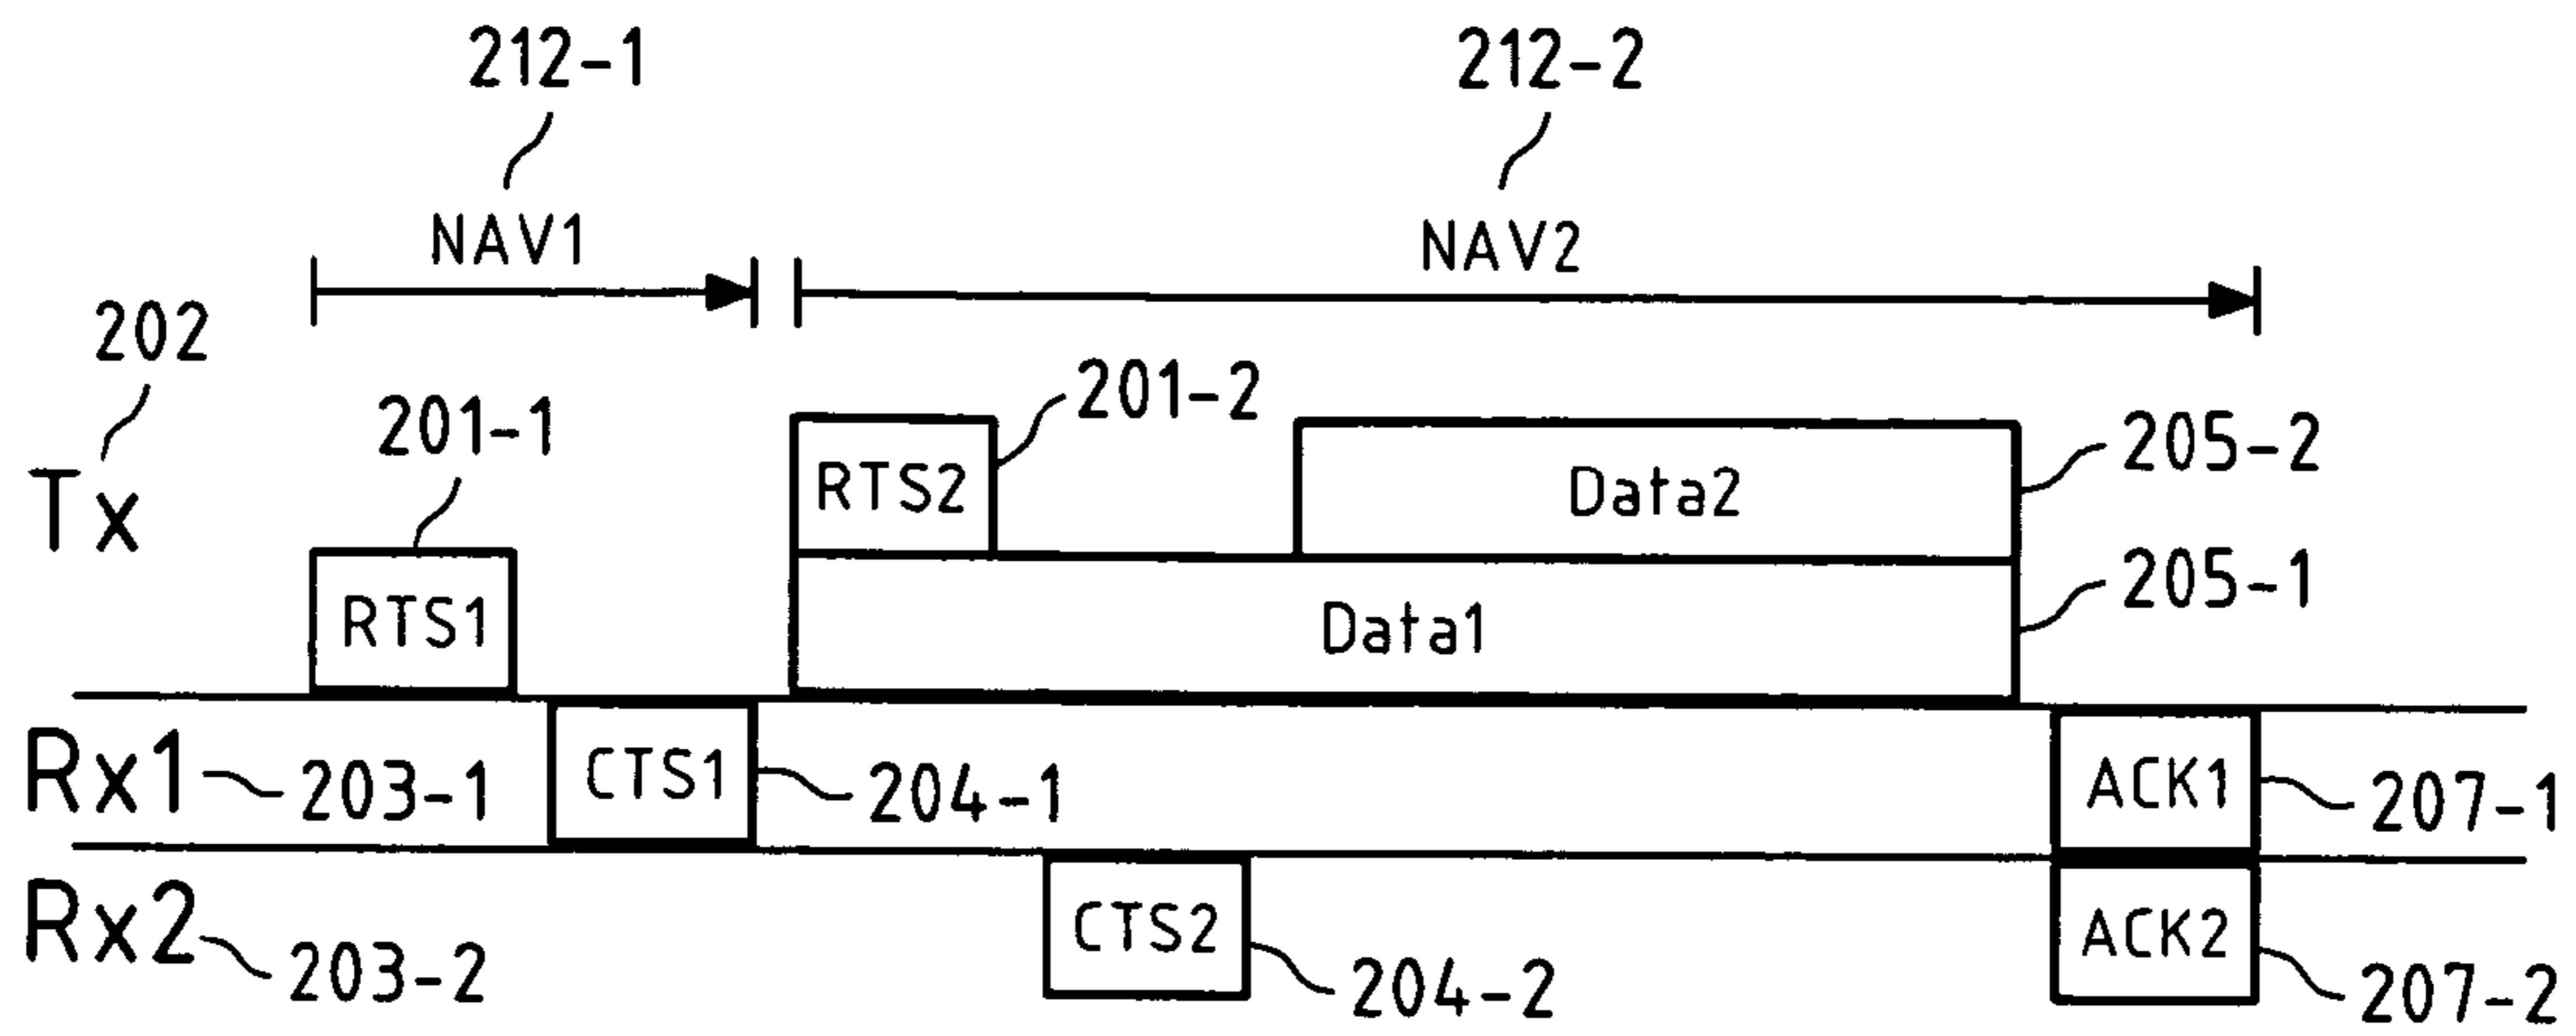 212-1
212-2
NAV1
NAV2
202
201-1
201-2
205-2
Tx
RTS2
Data2
RTS1
Data1
205-1
Rx1
203-1
CTS1
204-1
ACK1
207-1
Rx2
203-2
CTS2
204-2
ACK2
207-2